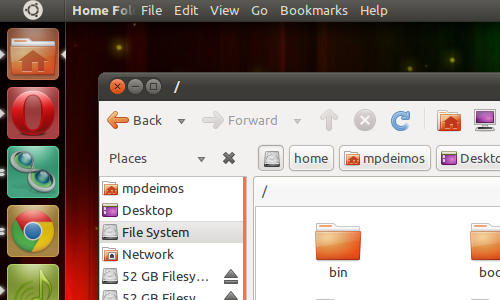 Home Fol File Edit View Go Bookmarks Help
/
Back Forward
Places
home mpdeimos Deskto
mpdeimos
Desktop
File System
Network
52 GB Filesy...
52 GB Filesy...
/
bin
boo